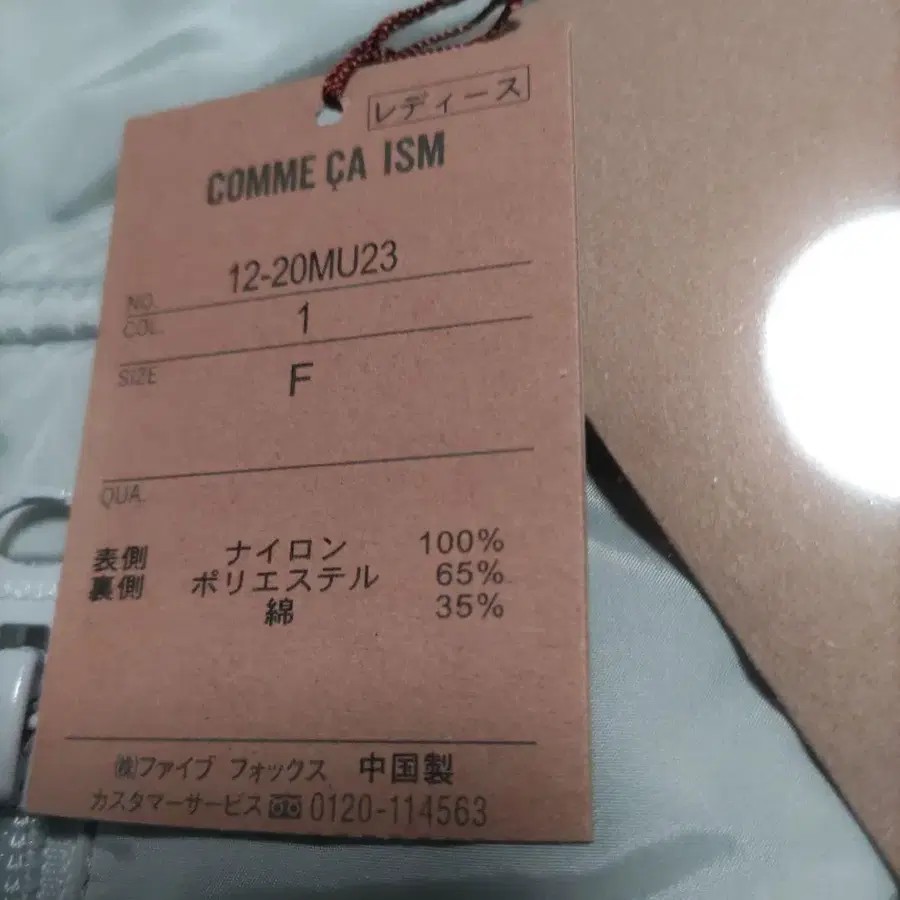 レディース
COMME ÇA ISM
NO. 12-20MU23
COL. 1
SIZE F
QUA.
表側 ナイロン 100%
裏側 ポリエステル 65%
綿 35%
㈱ファイブ フォックス 中国製
カスタマーサービス 0120-114563